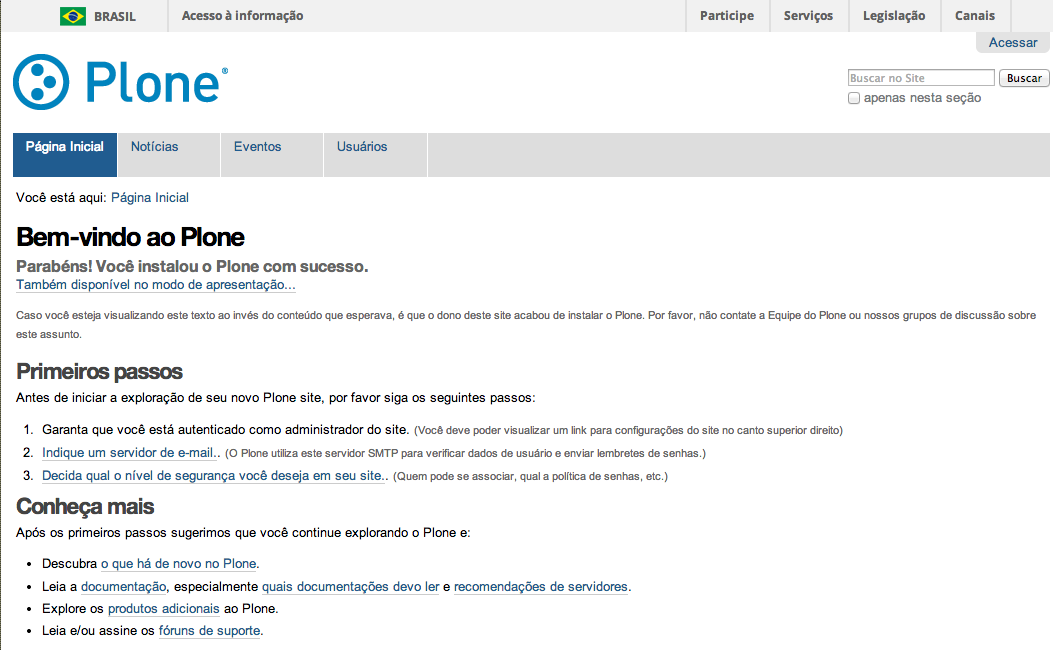 BRASIL Acesso à informação Participe Serviços Legislação Canais
Acessar
Plone®
Buscar no Site Buscar
apenas nesta seção
Página Inicial Notícias Eventos Usuários
Você está aqui: Página Inicial
Bem-vindo ao Plone
Parabéns! Você instalou o Plone com sucesso.
Também disponível no modo de apresentação...
Caso você esteja visualizando este texto ao invés do conteúdo que esperava, é que o dono deste site acabou de instalar o Plone. Por favor, não contate a Equipe do Plone ou nossos grupos de discussão sobre
este assunto.
Primeiros passos
Antes de iniciar a exploração de seu novo Plone site, por favor siga os seguintes passos:
1. Garanta que você está autenticado como administrador do site. (Você deve poder visualizar um link para configurações do site no canto superior direito)
2. Indique um servidor de e-mail.. (O Plone utiliza este servidor SMTP para verificar dados de usuário e enviar lembretes de senhas.)
3. Decida qual o nível de segurança você deseja em seu site.. (Quem pode se associar, qual a política de senhas, etc.)
Conheça mais
Após os primeiros passos sugerimos que você continue explorando o Plone e:
• Descubra o que há de novo no Plone.
• Leia a documentação, especialmente quais documentações devo ler e recomendações de servidores.
• Explore os produtos adicionais ao Plone.
• Leia e/ou assine os fóruns de suporte.